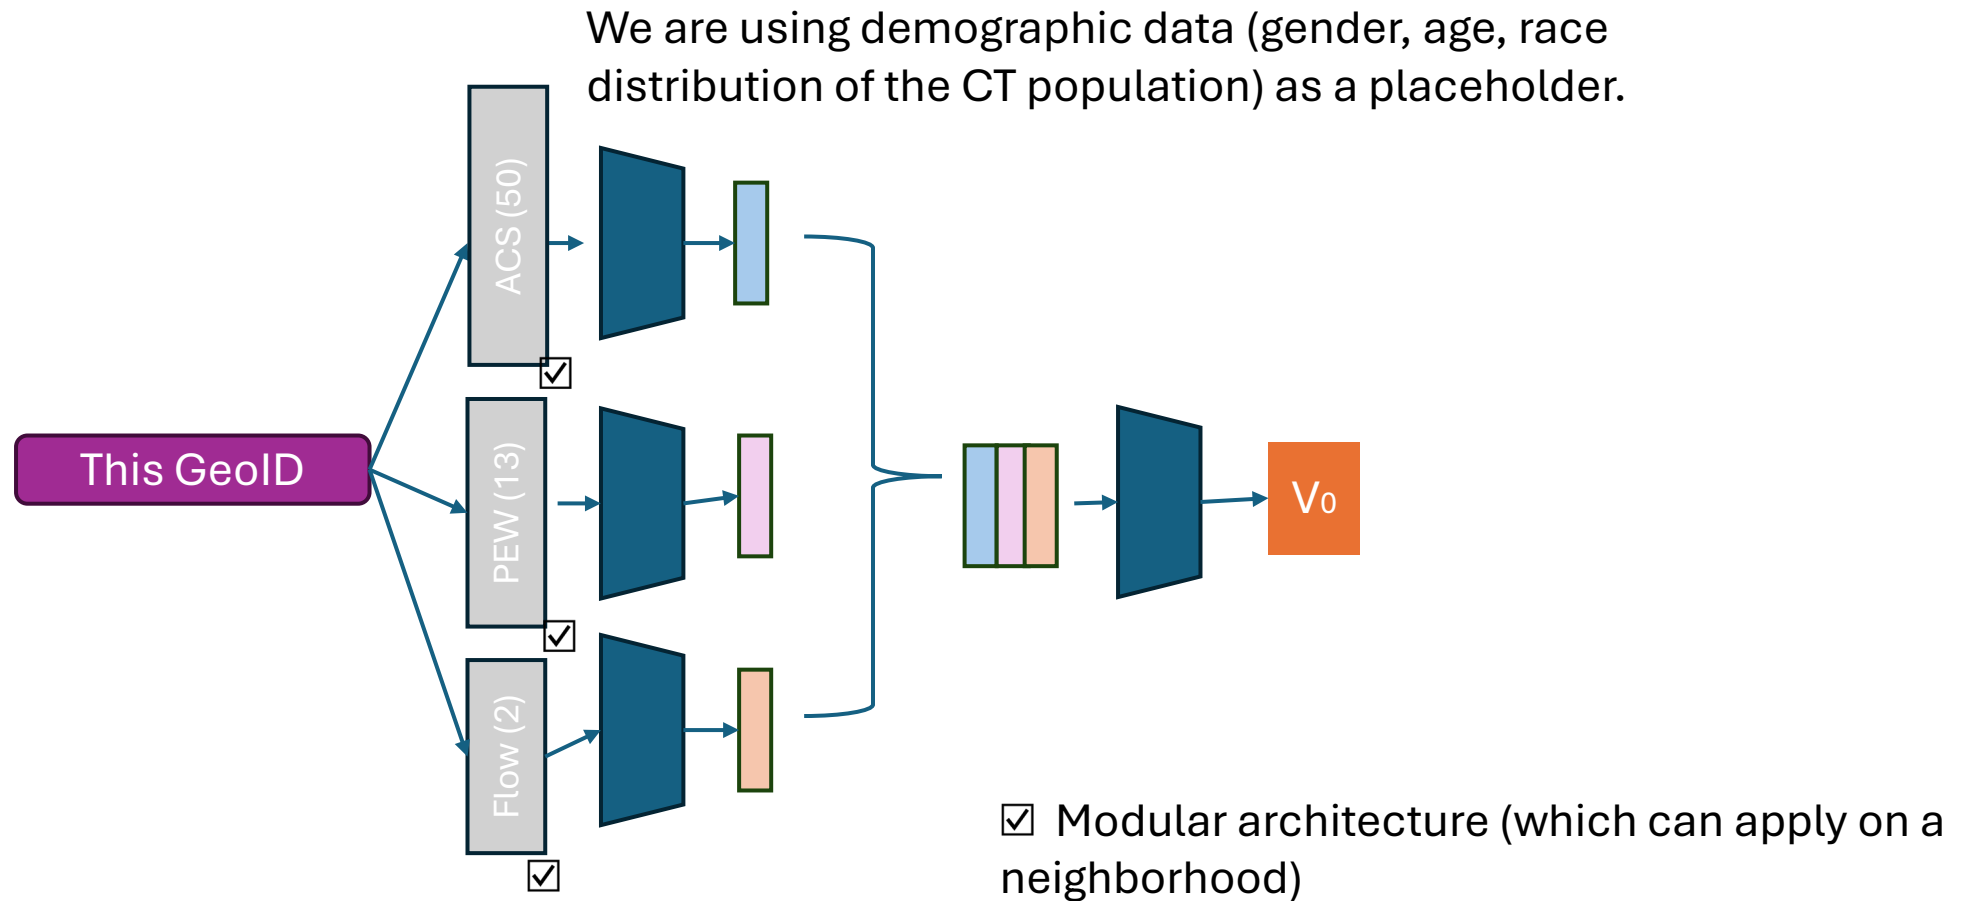 We are using demographic data (gender, age, race
distribution of the CT population) as a placeholder.
ACS (50)
This GeoID
PEW (13)
V₀
Flow (2)
☑ Modular architecture (which can apply on a
neighborhood)